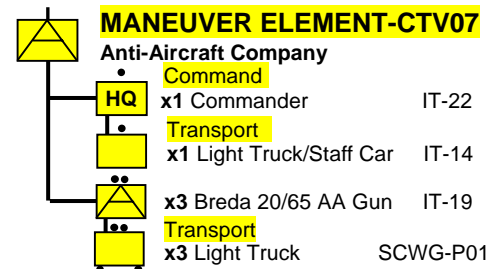 MANEUVER ELEMENT-CTV07
Anti-Aircraft Company
Command
HQ x1 Commander IT-22
Transport
x1 Light Truck/Staff Car IT-14
x3 Breda 20/65 AA Gun IT-19
Transport
x3 Light Truck SCWG-P01